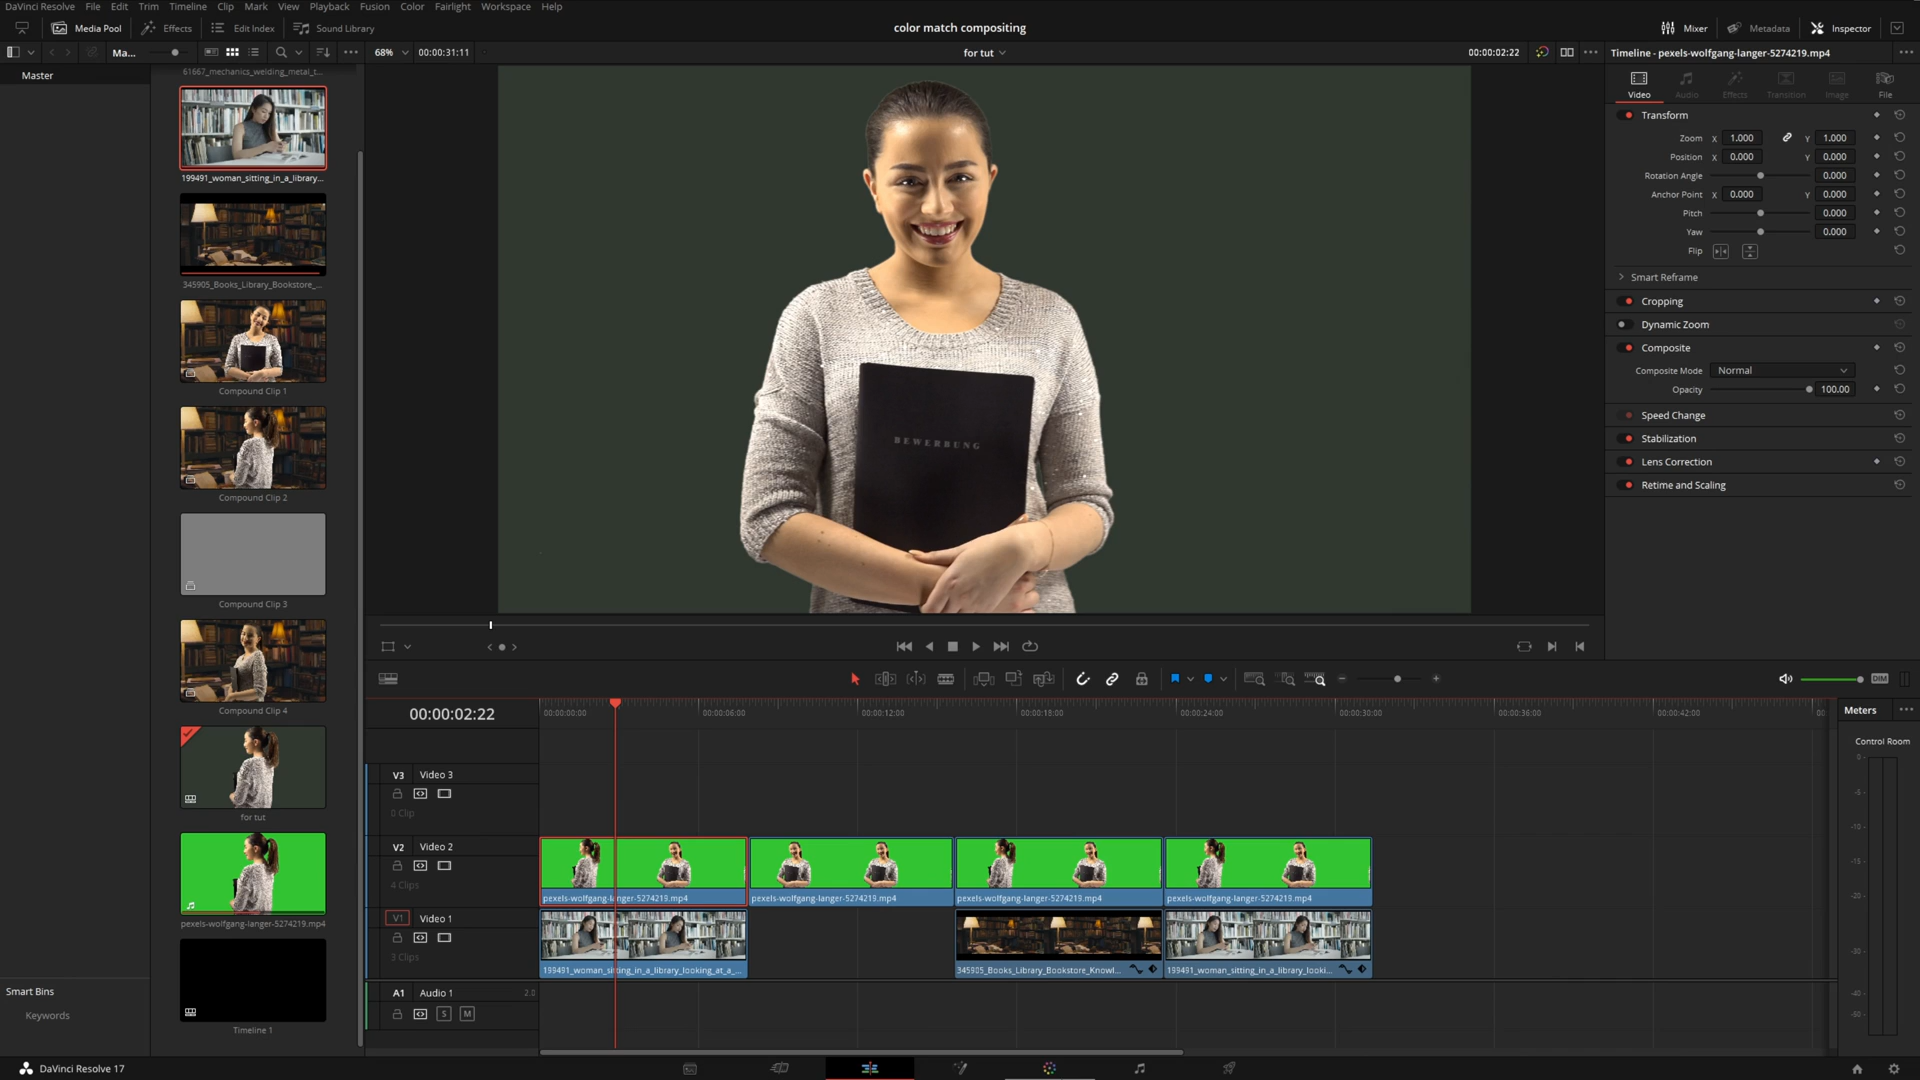 DaVinci Resolve File Edit Trim Timeline Clip Mark View Playback Fusion Color Fairlight Workspace Help
Media Pool Effects Edit Index Sound Library color match compositing Mixer Metadata Inspector
Ma... 68% 00:00:31:11 for tut 00:00:02:22 Timeline - pexels-wolfgang-langer-5274219.mp4
Master
61667_mechanics_welding_metal_t...
199491_woman_sitting_in_a_library...
345905_Books_Library_Bookstore_...
Compound Clip 1
Compound Clip 2
Compound Clip 3
Compound Clip 4
for tut
pexels-wolfgang-langer-5274219.mp4
Timeline 1
Smart Bins
Keywords
BEWERBUNG
Video Audio Effects Transition Image File
Transform
Zoom X 1.000 Y 1.000
Position X 0.000 Y 0.000
Rotation Angle 0.000
Anchor Point X 0.000 Y 0.000
Pitch 0.000
Yaw 0.000
Flip
Smart Reframe
Cropping
Dynamic Zoom
Composite
Composite Mode Normal
Opacity 100.00
Speed Change
Stabilization
Lens Correction
Retime and Scaling
DIM
00:00:02:22 00:00:00:00 00:00:06:00 00:00:12:00 00:00:18:00 00:00:24:00 00:00:30:00 00:00:36:00 00:00:42:00 00
Meters
Control Room
0
-5
-10
-15
-20
-30
-40
-50
V3 Video 3
0 Clip
V2 Video 2
4 Clips
pexels-wolfgang-langer-5274219.mp4 pexels-wolfgang-langer-5274219.mp4 pexels-wolfgang-langer-5274219.mp4 pexels-wolfgang-langer-5274219.mp4
V1 Video 1
3 Clips
199491_woman_sitting_in_a_library_looking_at_a_... 345905_Books_Library_Bookstore_Knowl... 199491_woman_sitting_in_a_library_looki...
A1 Audio 1 2.0
S M
DaVinci Resolve 17